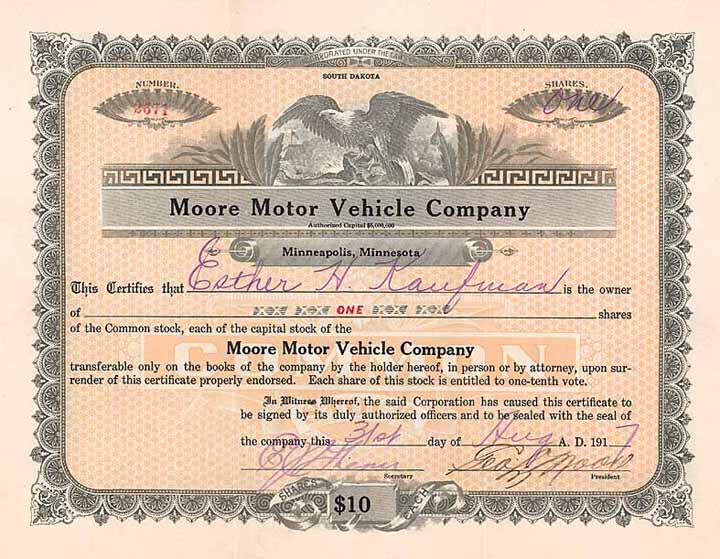 INCORPORATED UNDER THE LAWS OF
SOUTH DAKOTA
NUMBER.
2671
SHARES.
One
Moore Motor Vehicle Company
Authorized Capital $5,000,000
Minneapolis, Minnesota
This Certifies that Esther H. Kaufman is the owner
of ONE shares
of the Common stock, each of the capital stock of the
Moore Motor Vehicle Company
transferable only on the books of the company by the holder hereof, in person or by attorney, upon sur-
render of this certificate properly endorsed. Each share of this stock is entitled to one-tenth vote.
In Witness Whereof, the said Corporation has caused this certificate to
be signed by its duly authorized officers and to be sealed with the seal of
the company this 31st day of Aug A. D. 1917
Geo. Moore
Secretary
President
SHARES $10 EACH